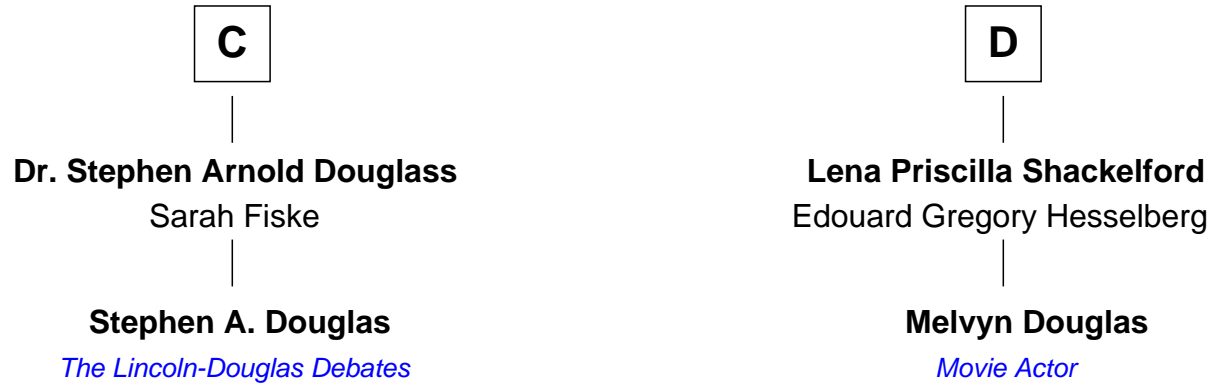 C
Dr. Stephen Arnold Douglass
Sarah Fiske
Stephen A. Douglas
The Lincoln-Douglas Debates
D
Lena Priscilla Shackelford
Edouard Gregory Hesselberg
Melvyn Douglas
Movie Actor